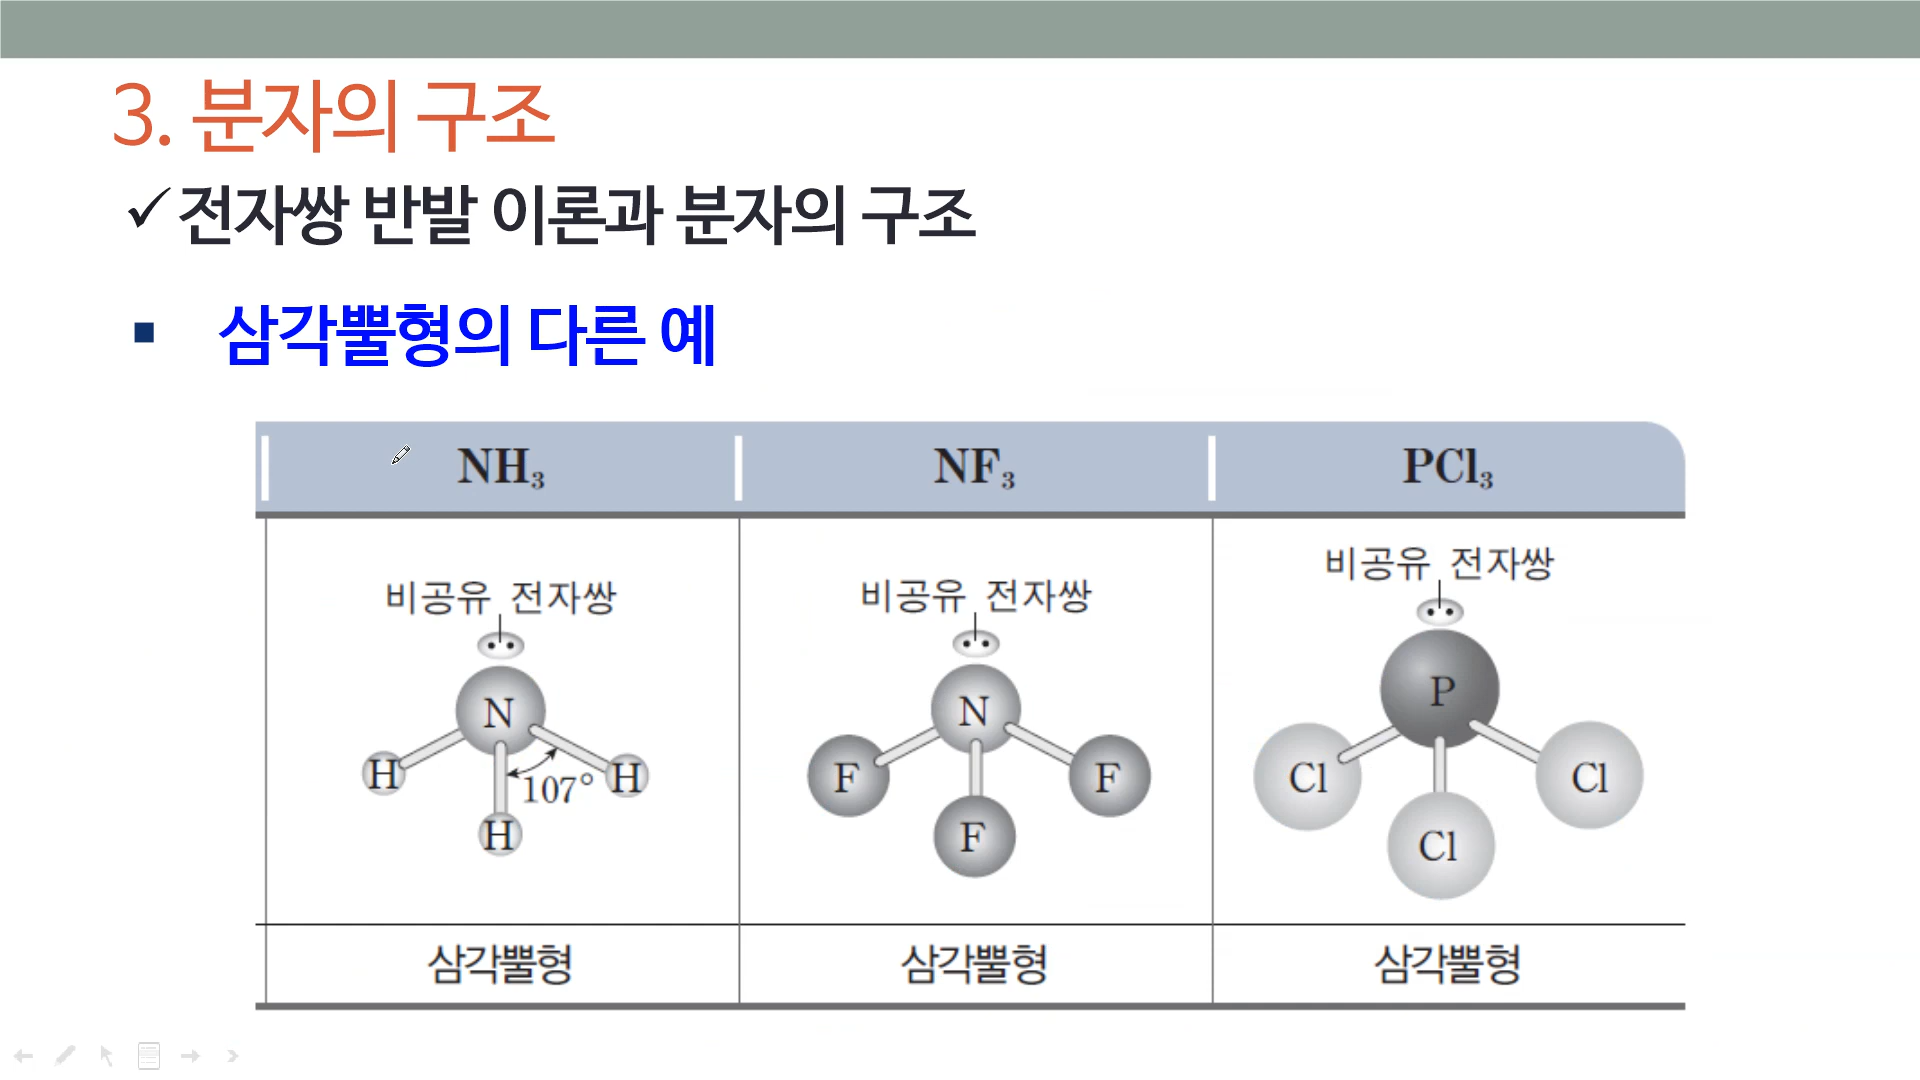 3. 분자의 구조
✓전자쌍 반발 이론과 분자의 구조
▪ 삼각뿔형의 다른 예
NH₃ NF₃ PCl₃
비공유 전자쌍 비공유 전자쌍 비공유 전자쌍
N N P
H H H 107° F F F Cl Cl Cl
삼각뿔형 삼각뿔형 삼각뿔형